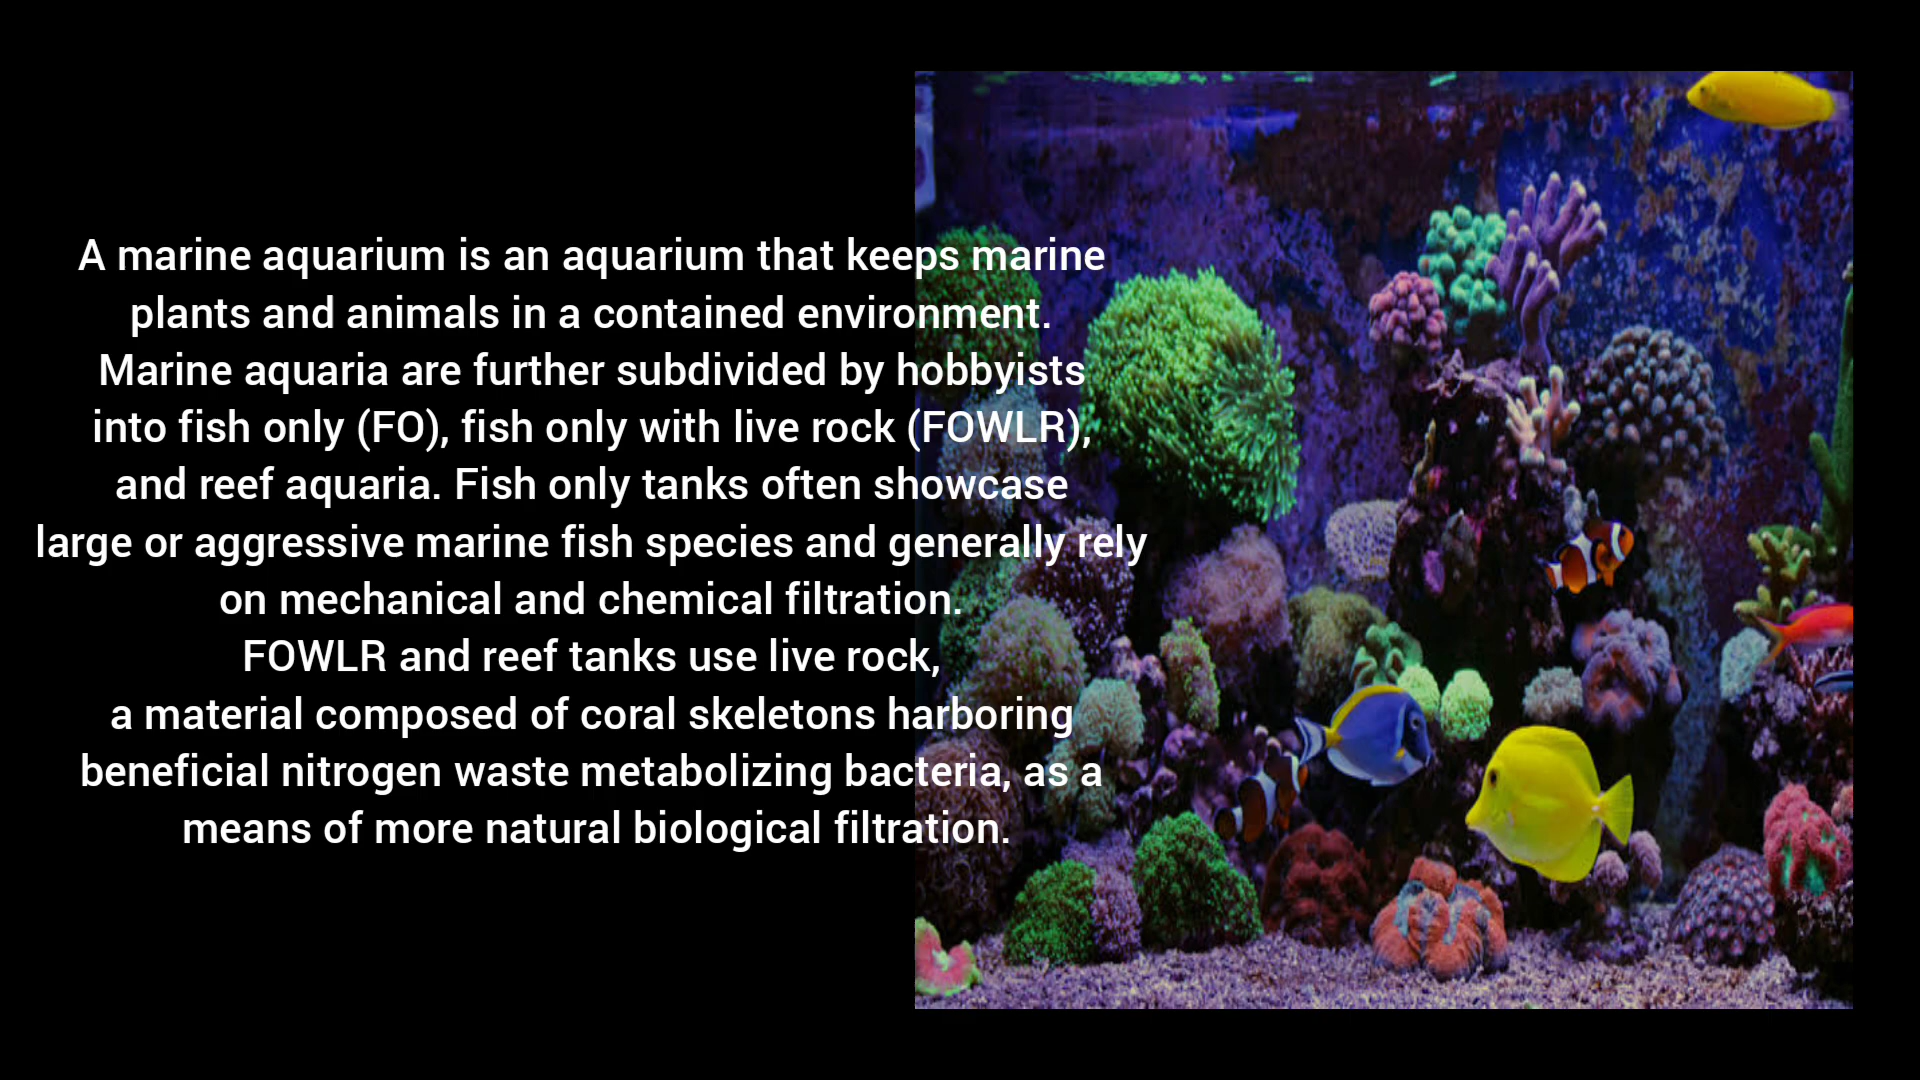 A marine aquarium is an aquarium that keeps marine
plants and animals in a contained environment.
Marine aquaria are further subdivided by hobbyists
into fish only (FO), fish only with live rock (FOWLR),
and reef aquaria. Fish only tanks often showcase
large or aggressive marine fish species and generally rely
on mechanical and chemical filtration.
FOWLR and reef tanks use live rock,
a material composed of coral skeletons harboring
beneficial nitrogen waste metabolizing bacteria, as a
means of more natural biological filtration.